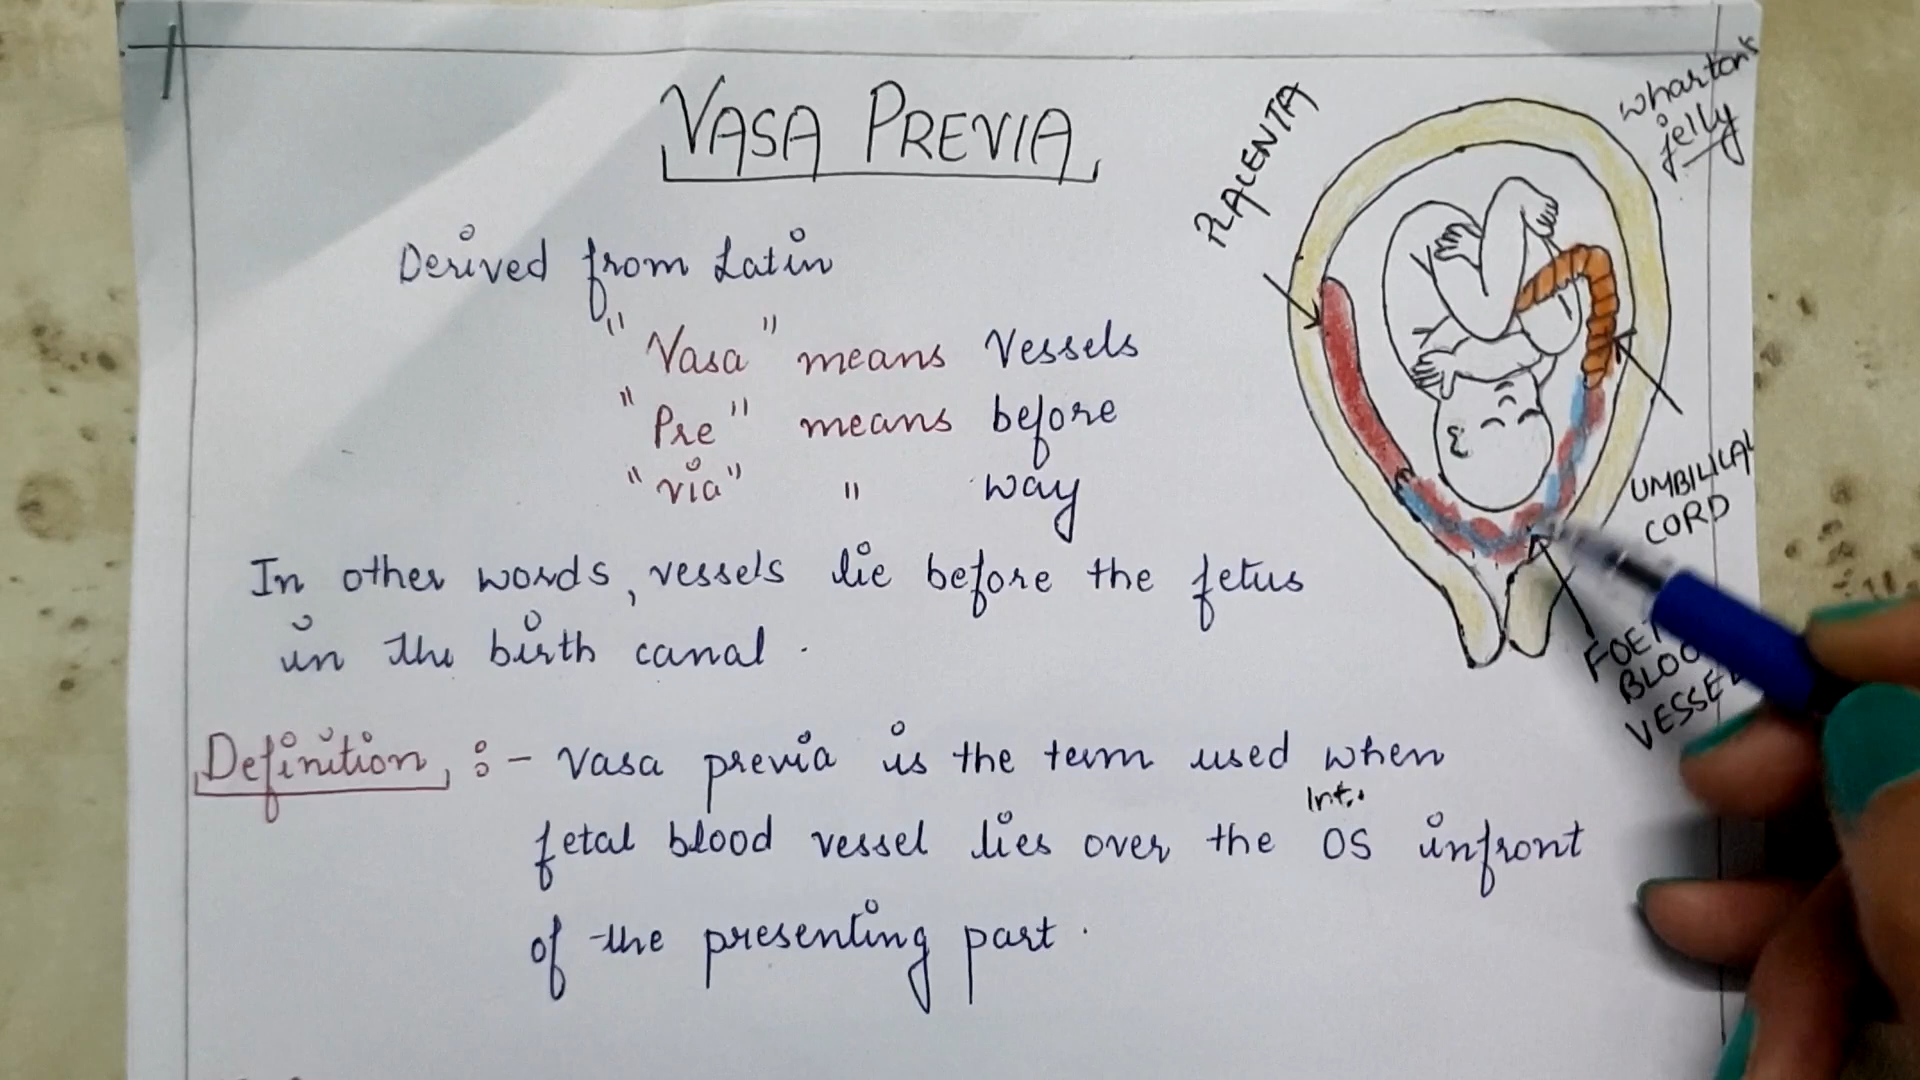 VASA PREVIA
Derived from Latin
"Vasa" means Vessels
"Pre" means before
"via" " way
In other words, vessels lie before the fetus
in the birth canal.
Definition :- Vasa previa is the term used when
fetal blood vessel lies over the Int. OS infront
of the presenting part.
PLACENTA
Whartons
jelly
UMBILICAL
CORD